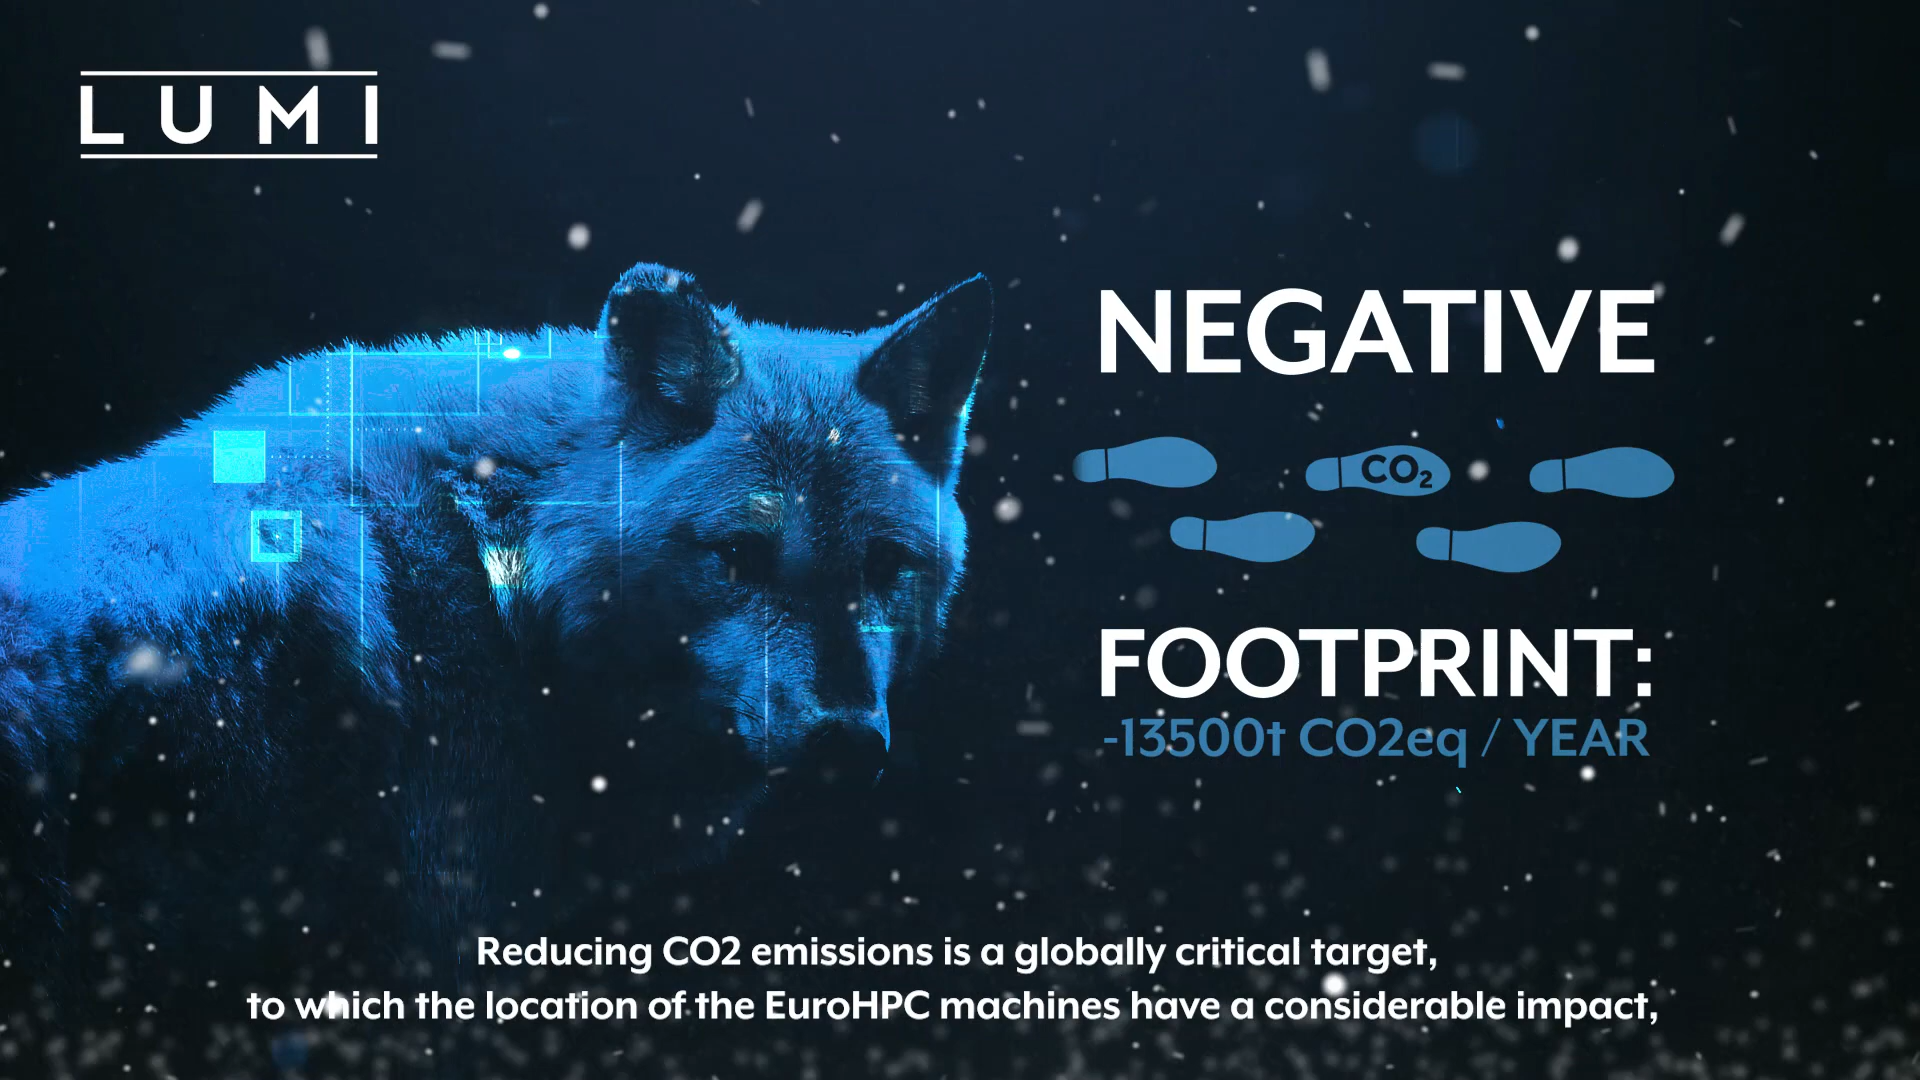 LUMI
NEGATIVE
CO₂
FOOTPRINT:
-13500t CO2eq / YEAR
Reducing CO2 emissions is a globally critical target,
to which the location of the EuroHPC machines have a considerable impact,